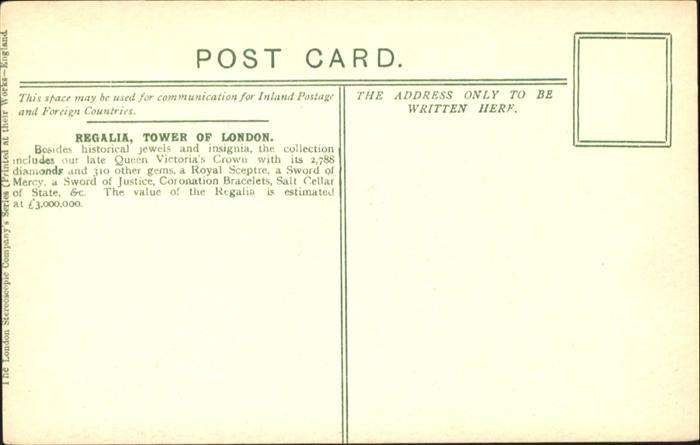 POST CARD.
This space may be used for communication for Inland Postage
and Foreign Countries.
THE ADDRESS ONLY TO BE
WRITTEN HERE.
REGALIA, TOWER OF LONDON.
Besides historical jewels and insignia, the collection
includes our late Queen Victoria's Crown with its 2,788
diamonds and 310 other gems, a Royal Sceptre, a Sword of
Mercy, a Sword of Justice, Coronation Bracelets, Salt Cellar
of State, &c. The value of the Regalia is estimated
at £3,000,000.
The London Stereoscopic Company's Series (Printed at their Works—England